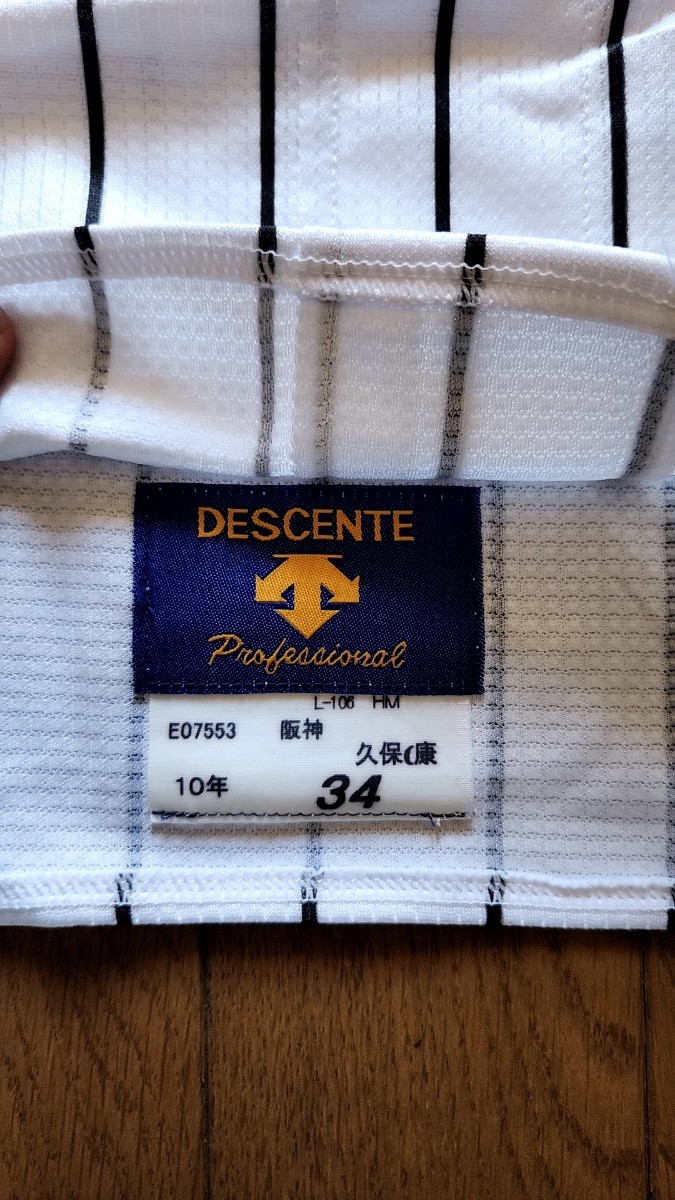 DESCENTE
Professional
L-106 HM
E07553 阪神
久保(康
10年 34